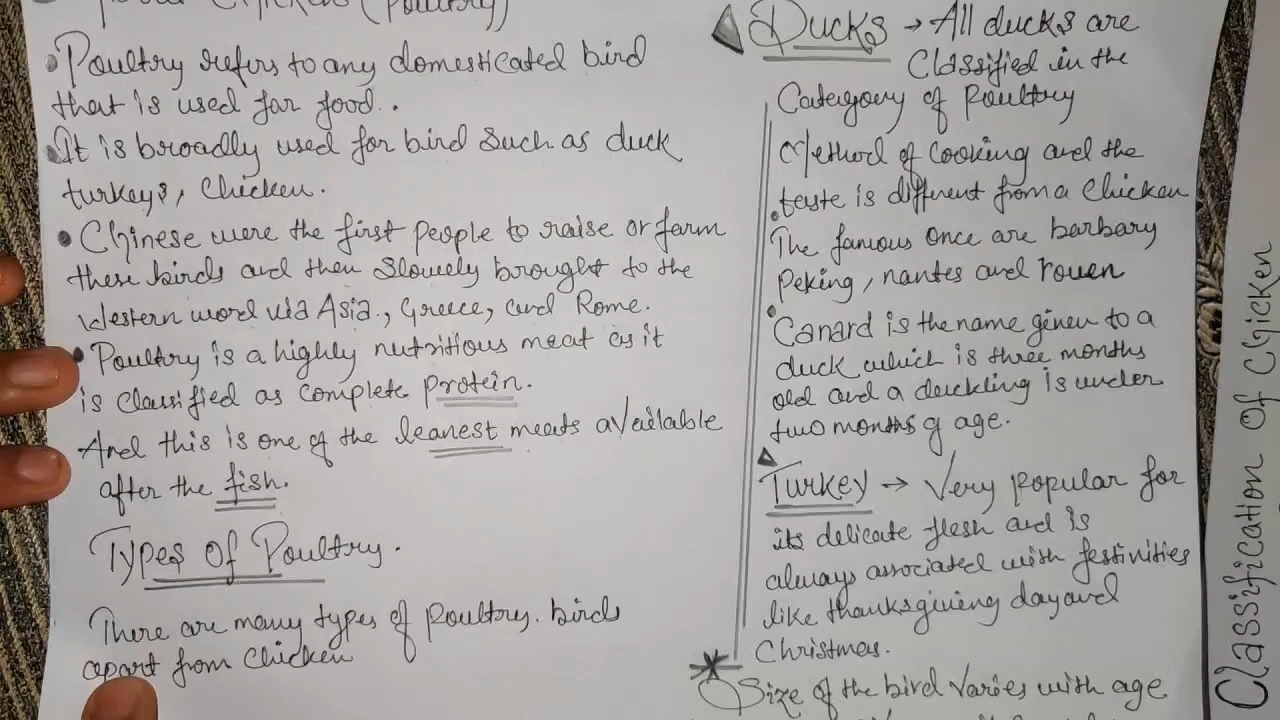 Chicken (Poultry)
Poultry refers to any domesticated bird
that is used for food.
It is broadly used for bird such as duck
turkeys, Chicken.
Chinese were the first people to raise or farm
these birds and then Slowely brought to the
Western word via Asia, Greece, and Rome.
Poultry is a highly nutritious meat as it
is classified as complete protein.
And this is one of the leanest meats available
after the fish.
Types Of Poultry.
There are many types of poultry. birds
apart from Chicken
Ducks → All ducks are
Classified in the
Category of Poultry
Method of Cooking and the
taste is different from a Chicken
The famous Once are barbary
Peking, nantes and rouen
Canard is the name given to a
duck which is three months
old and a duckling is under
two months of age.
Turkey → Very popular for
its delicate flesh and is
always associated with festinities
like thanksgiving day and
Christmas.
Size of the bird Varies with age
Classification Of Chicken